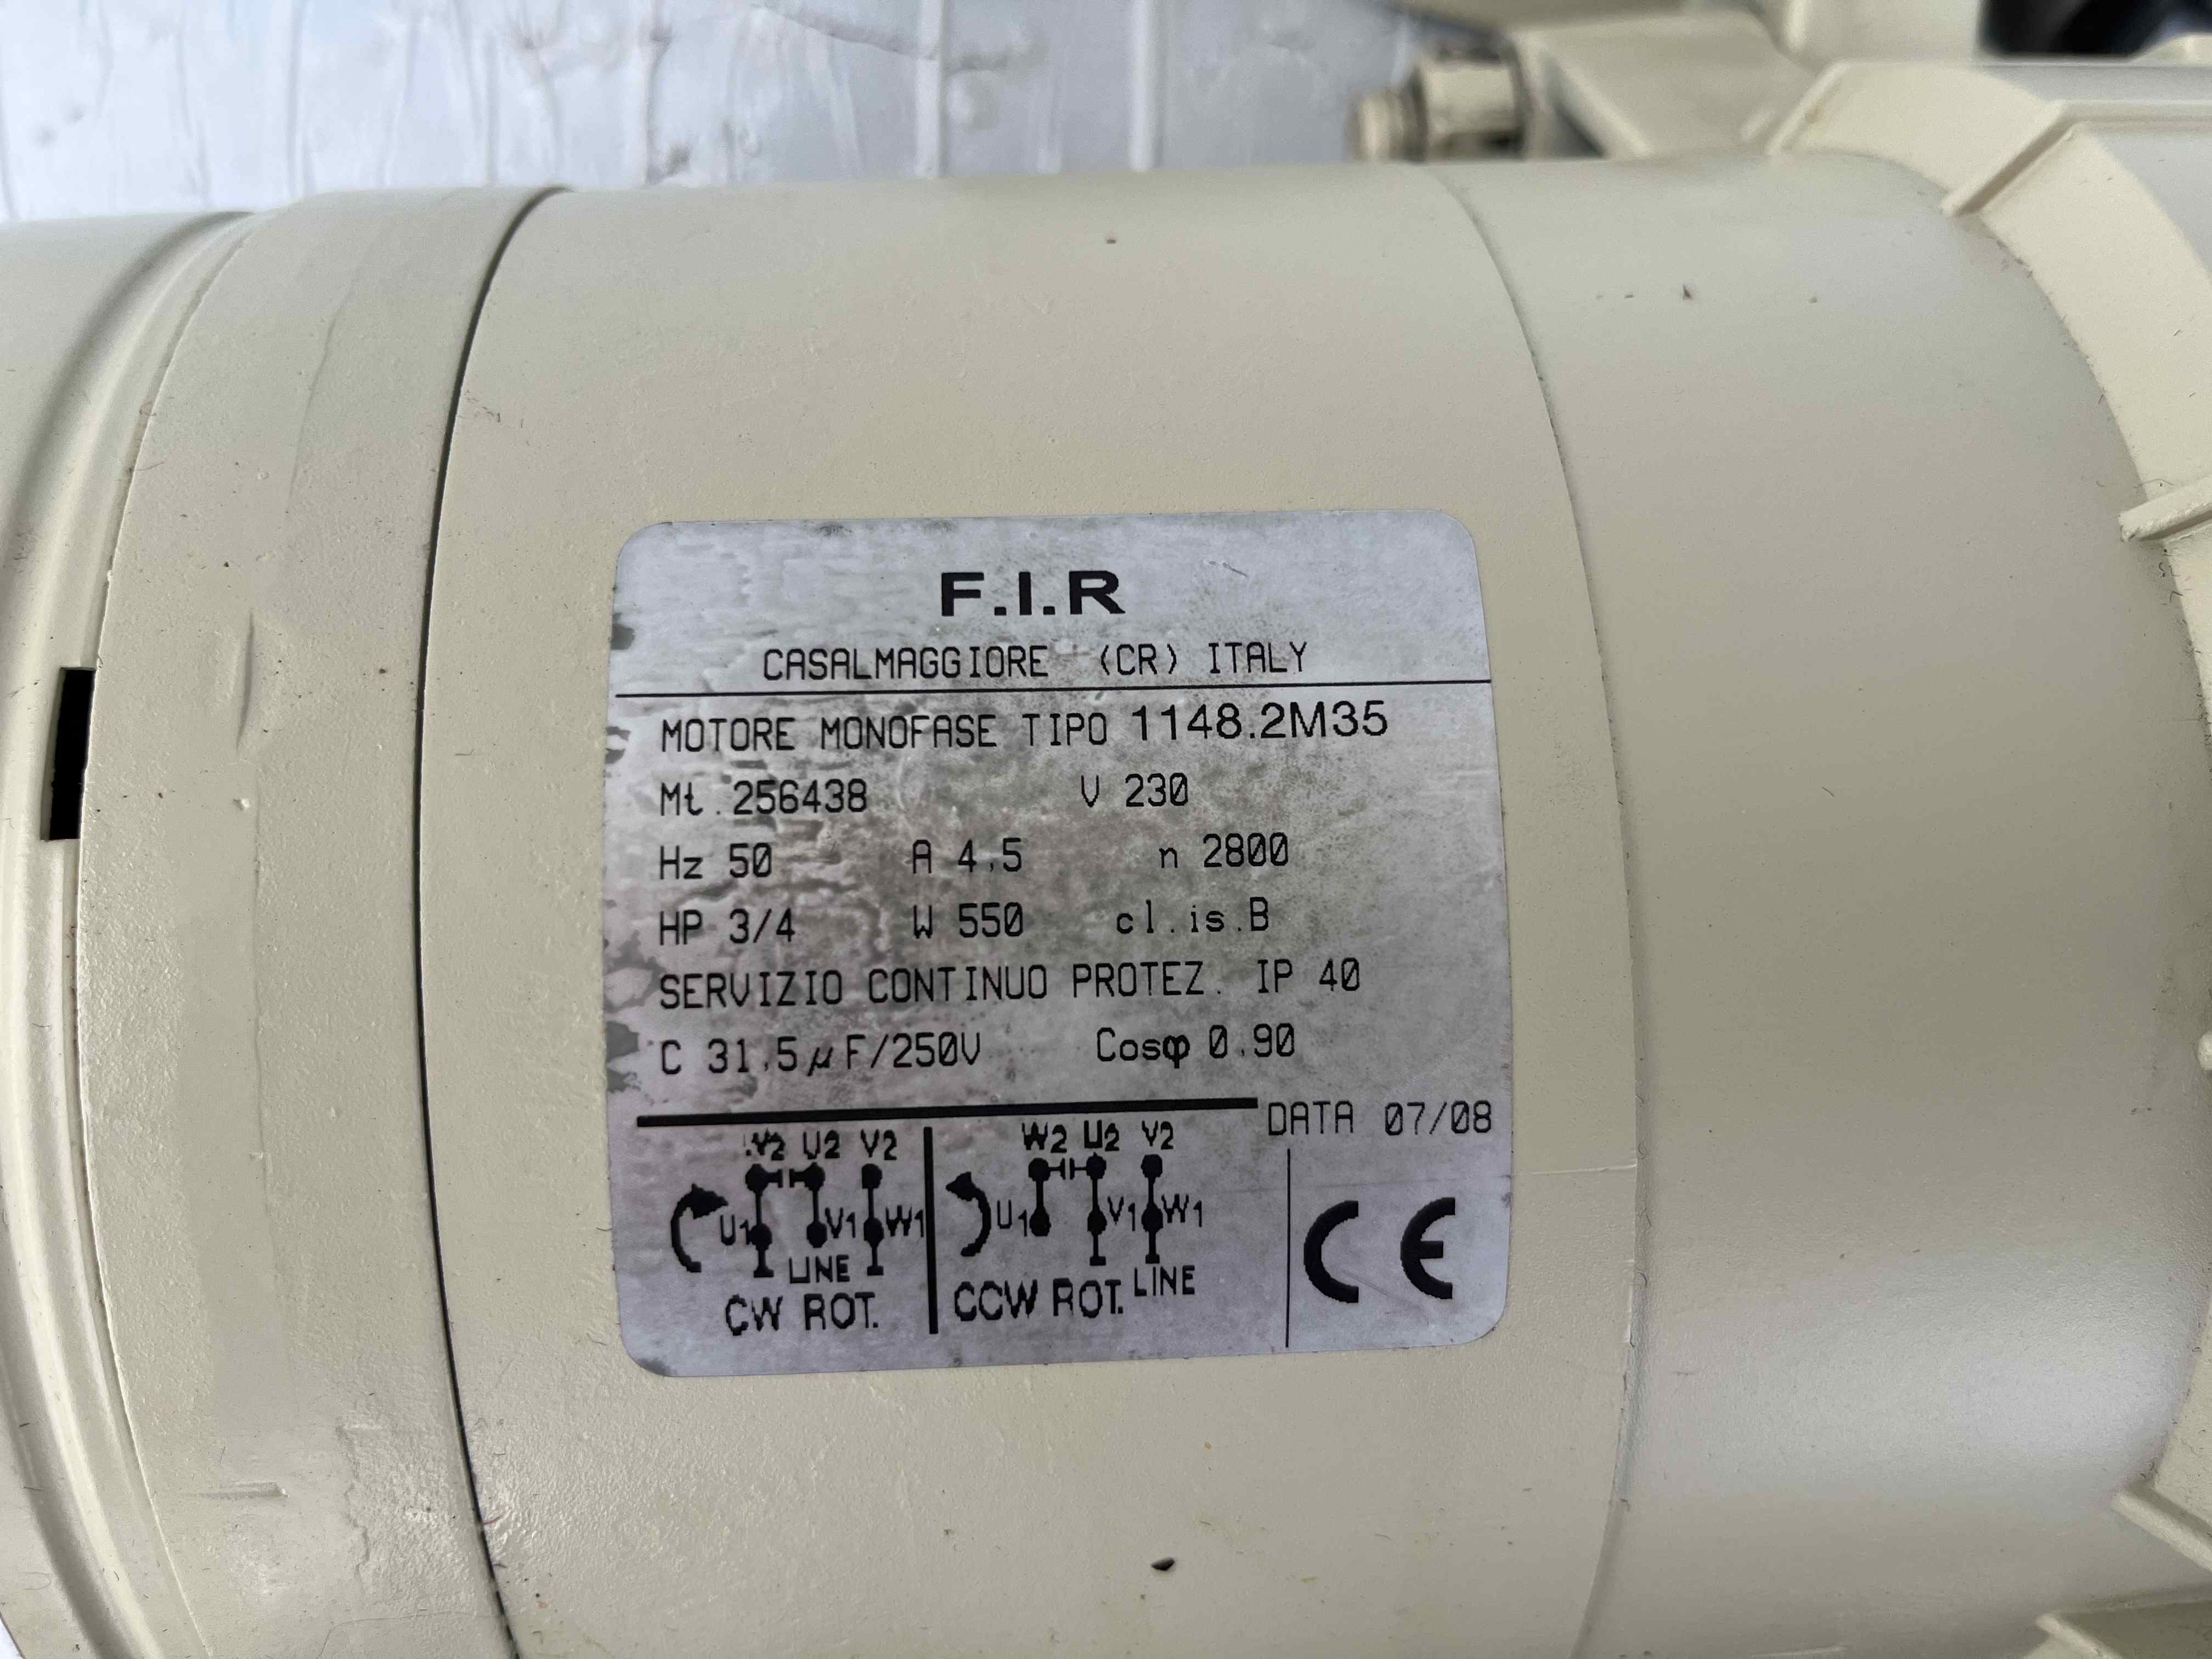 F.I.R
CASALMAGGIORE (CR) ITALY
MOTORE MONOFASE TIPO 1148.2M35
Mt.256438 V 230
Hz 50 A 4,5 n 2800
HP 3/4 W 550 cl.is.B
SERVIZIO CONTINUO PROTEZ. IP 40
C 31,5µF/250V Cosφ 0.90
DATA 07/08
W2 U2 V2
U1 V1 W1
LINE
CW ROT.
W2 U2 V2
U1 V1 W1
CCW ROT. LINE
CE